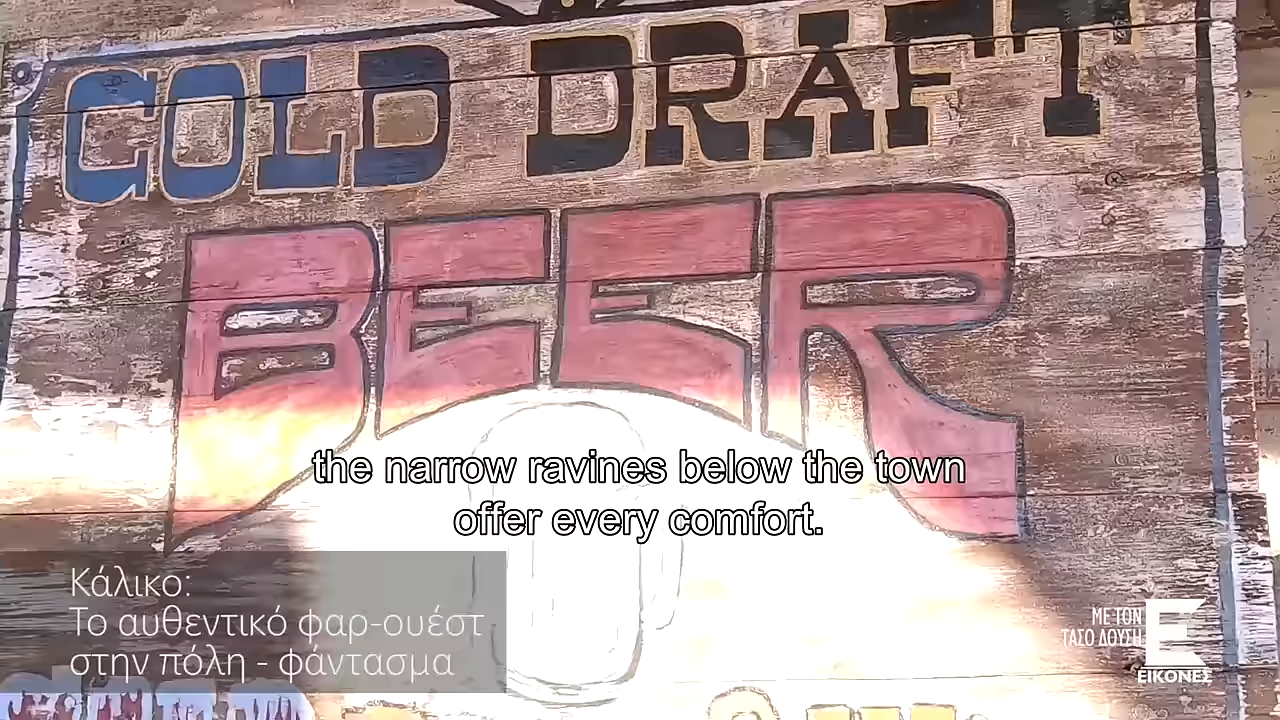 COLD DRAFT
BEER
the narrow ravines below the town
offer every comfort.
Κάλικο:
Το αυθεντικό φαρ-ουέστ
στην πόλη - φάντασμα
ΜΕ ΤΟΝ
ΤΑΣΟ ΔΟΥΣΗ
Ε
ΕΙΚΟΝΕΣ